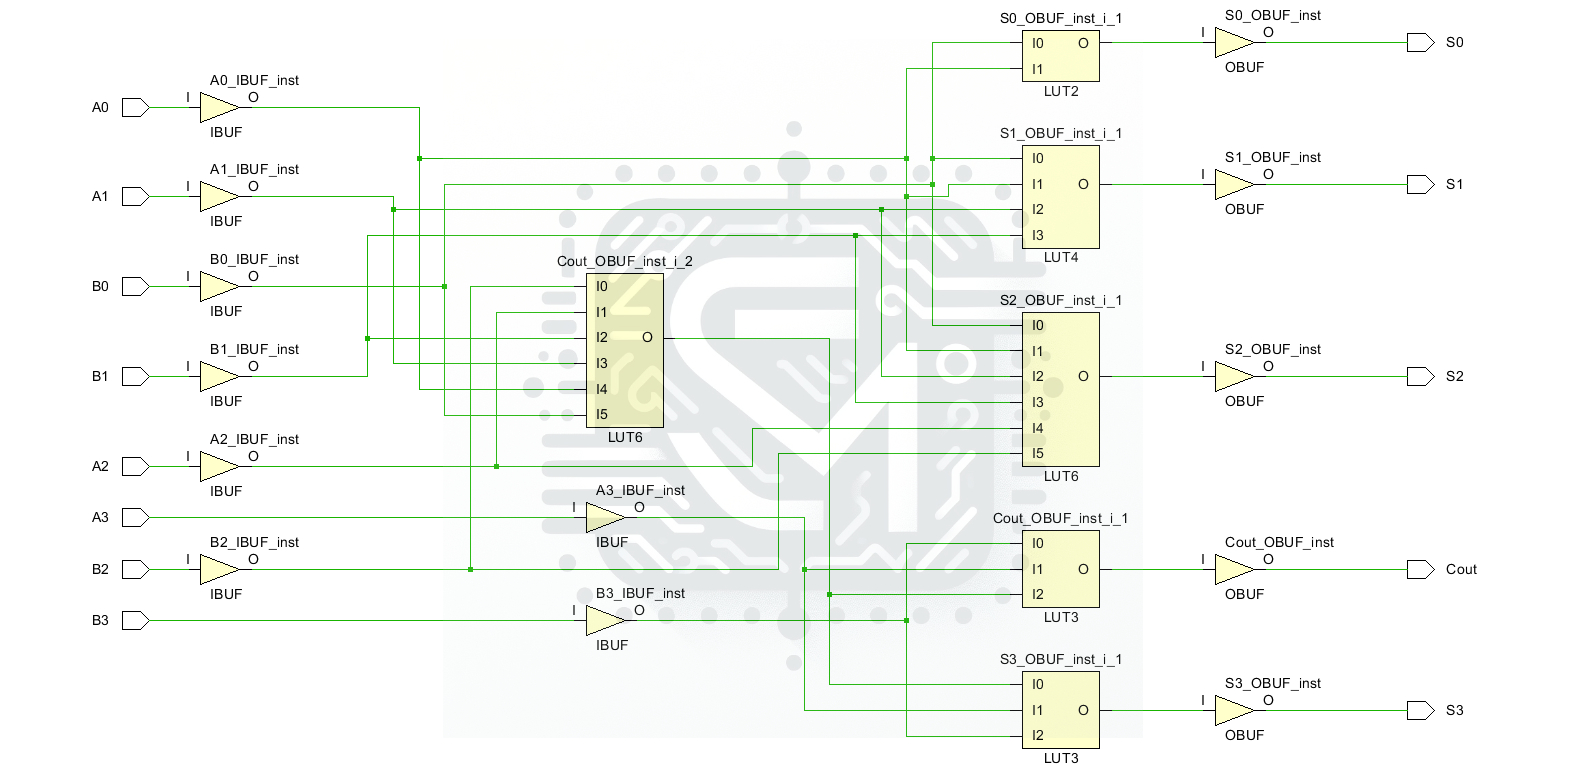 S0_OBUF_inst_i_1
I0 O
I1
LUT2
S0_OBUF_inst
I O
OBUF
S0
A0
A0_IBUF_inst
I O
IBUF
S1_OBUF_inst_i_1
I0
I1 O
I2
I3
LUT4
S1_OBUF_inst
I O
OBUF
S1
A1
A1_IBUF_inst
I O
IBUF
B0
B0_IBUF_inst
I O
IBUF
Cout_OBUF_inst_i_2
I0
I1
I2 O
I3
I4
I5
LUT6
S2_OBUF_inst_i_1
I0
I1
I2 O
I3
I4
I5
LUT6
S2_OBUF_inst
I O
OBUF
S2
B1
B1_IBUF_inst
I O
IBUF
A2
A2_IBUF_inst
I O
IBUF
A3
A3_IBUF_inst
I O
IBUF
B2
B2_IBUF_inst
I O
IBUF
Cout_OBUF_inst_i_1
I0
I1 O
I2
LUT3
Cout_OBUF_inst
I O
OBUF
Cout
B3
B3_IBUF_inst
I O
IBUF
S3_OBUF_inst_i_1
I0
I1 O
I2
LUT3
S3_OBUF_inst
I O
OBUF
S3